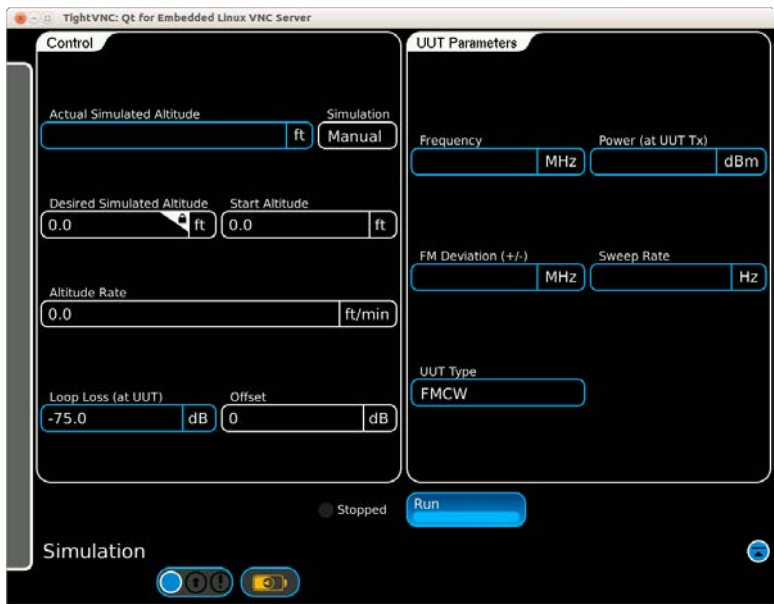 TightVNC: Qt for Embedded Linux VNC Server
Control
Actual Simulated Altitude
ft
Simulation
Manual
Desired Simulated Altitude
0.0 ft
Start Altitude
0.0 ft
Altitude Rate
0.0 ft/min
Loop Loss (at UUT)
-75.0 dB
Offset
0 dB
UUT Parameters
Frequency
MHz
Power (at UUT Tx)
dBm
FM Deviation (+/-)
MHz
Sweep Rate
Hz
UUT Type
FMCW
Stopped
Run
Simulation